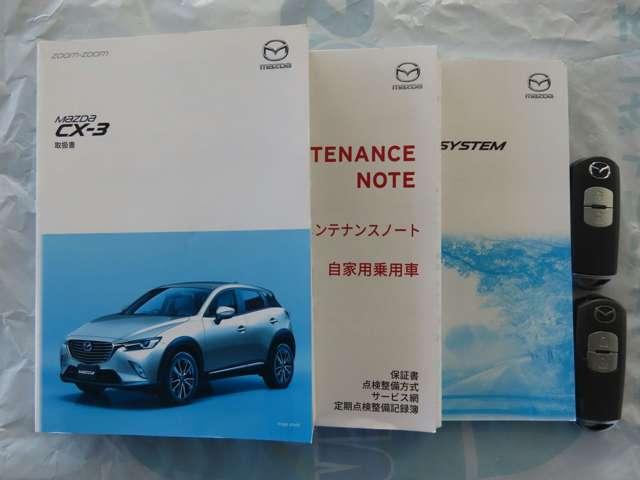 zoom-zoom
mazda
mazda
CX-3
取扱書
mazda
TENANCE
NOTE
ンテナンスノート
自家用乗用車
保証書
点検整備方式
サービス網
定期点検整備記録簿
mazda
SYSTEM